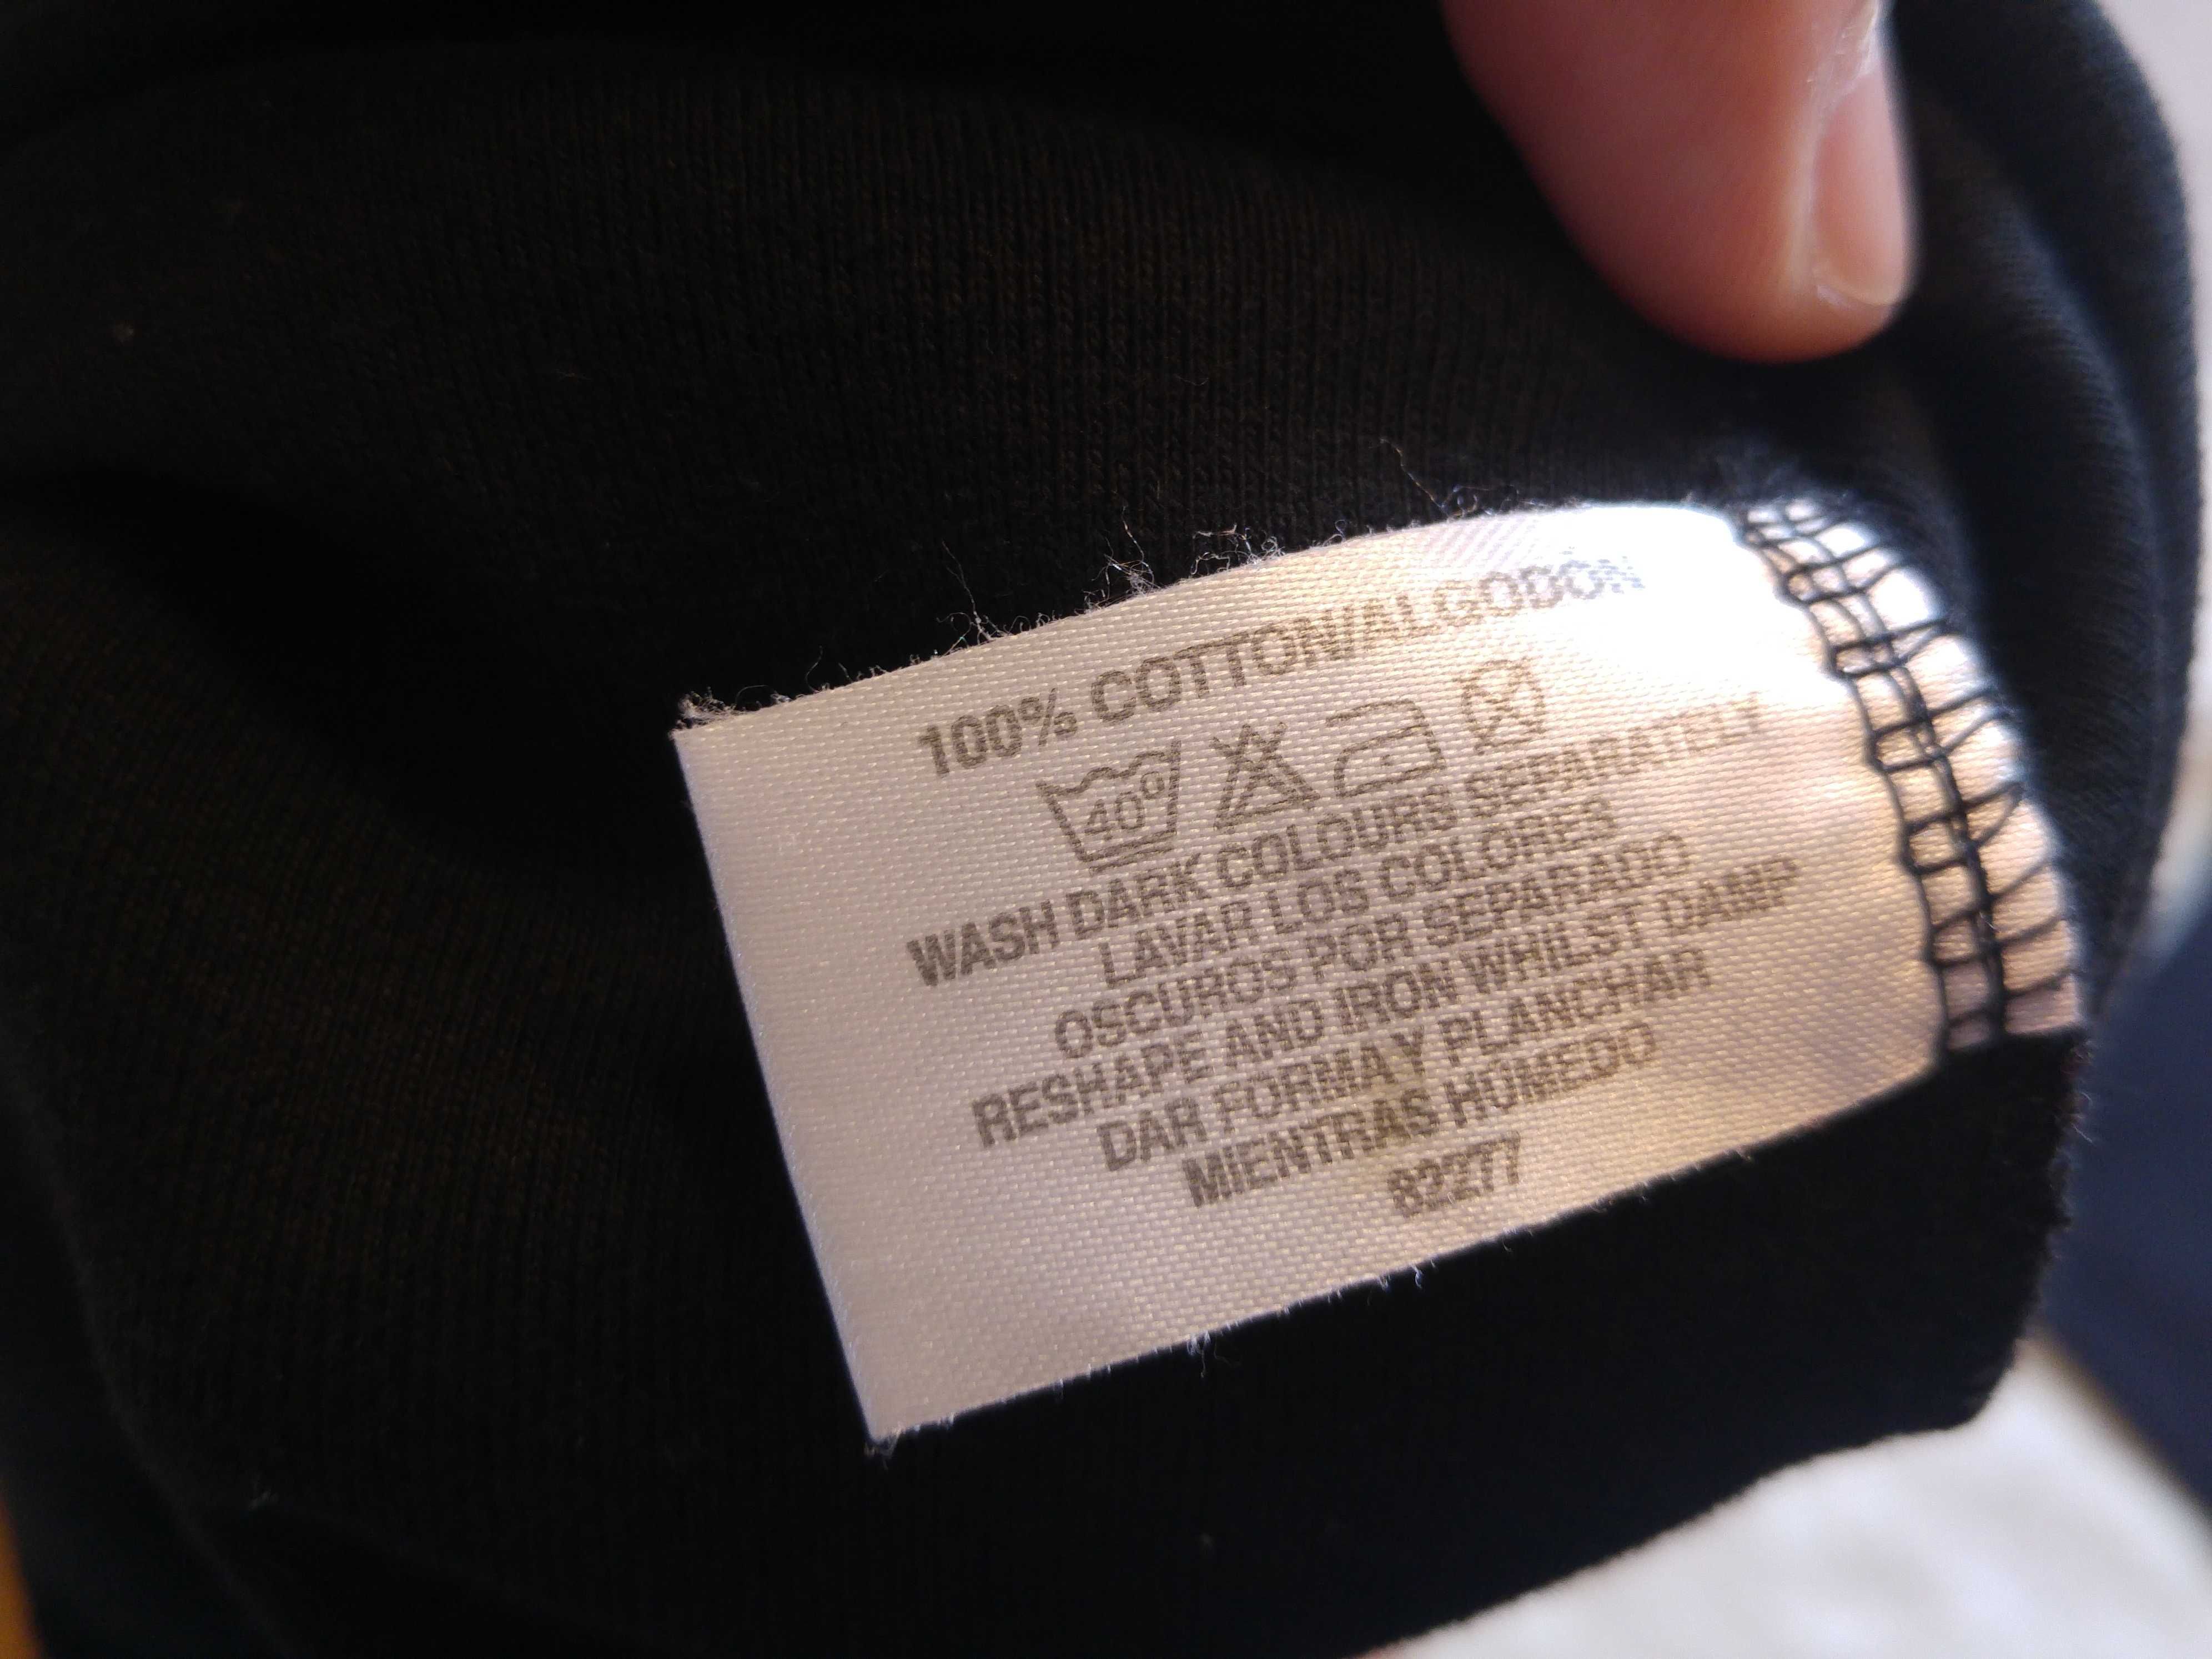 100% COTTON/ALGODÓN
40°
WASH DARK COLOURS SEPARATELY
LAVAR LOS COLORES
OSCUROS POR SEPARADO
RESHAPE AND IRON WHILST DAMP
DAR FORMA Y PLANCHAR
MIENTRAS HUMEDO
82277